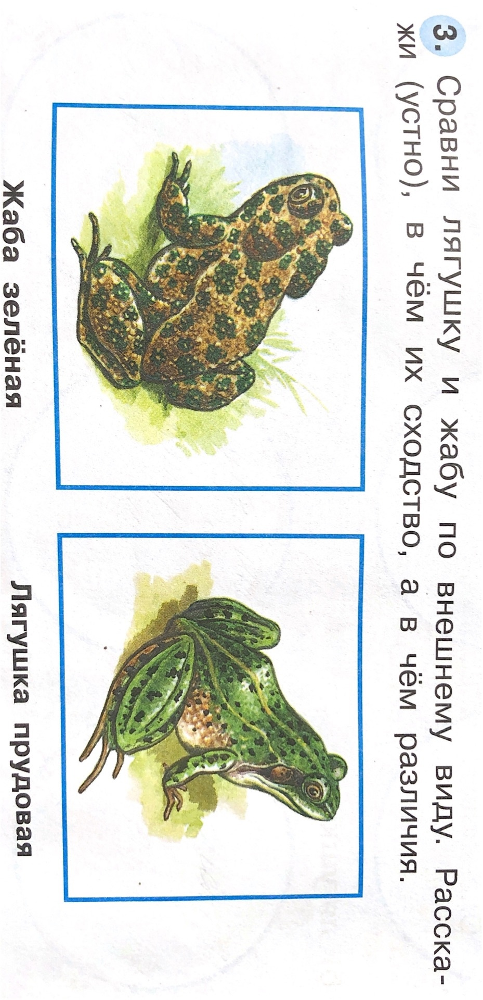 3. Сравни лягушку и жабу по внешнему виду. Расска-
жи (устно), в чём их сходство, а в чём различия.
Жаба зелёная
Лягушка прудовая